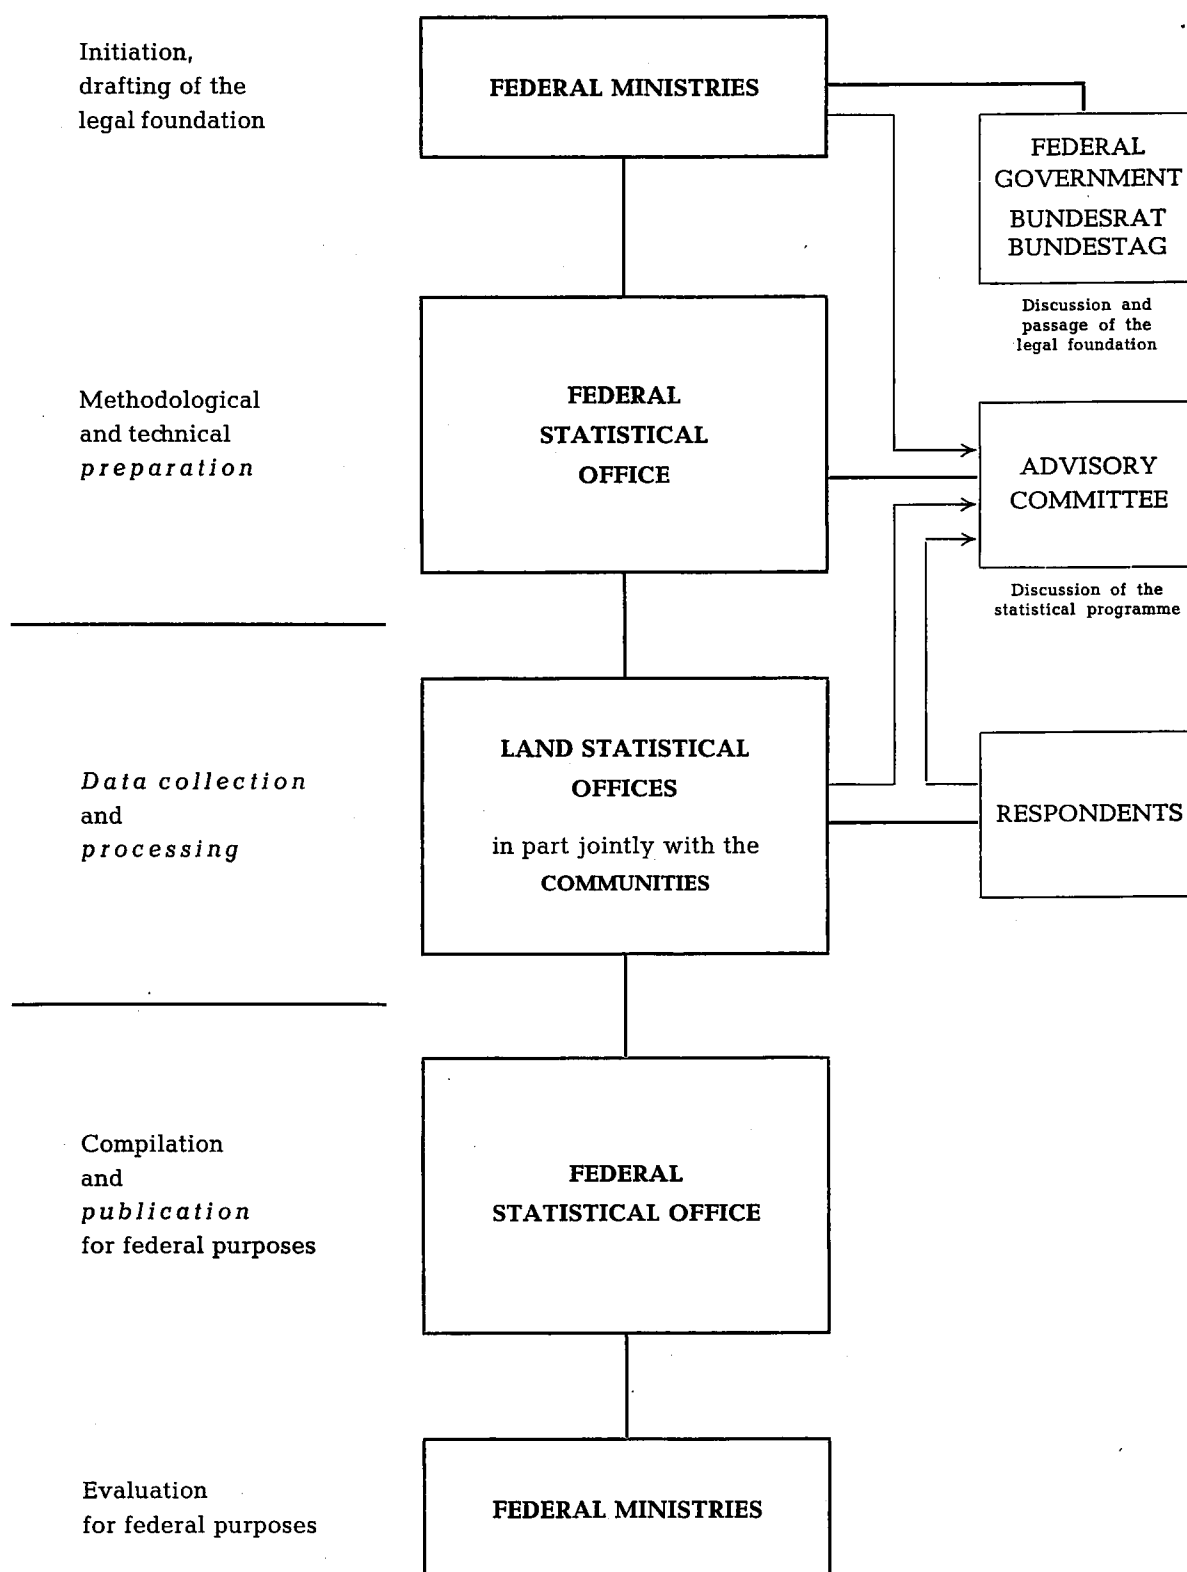 Initiation,
drafting of the
legal foundation
FEDERAL MINISTRIES
FEDERAL
GOVERNMENT
BUNDESRAT
BUNDESTAG
Discussion and
passage of the
legal foundation
Methodological
and technical
preparation
FEDERAL
STATISTICAL
OFFICE
ADVISORY
COMMITTEE
Discussion of the
statistical programme
Data collection
and
processing
LAND STATISTICAL
OFFICES
in part jointly with the
COMMUNITIES
RESPONDENTS
Compilation
and
publication
for federal purposes
FEDERAL
STATISTICAL OFFICE
Evaluation
for federal purposes
FEDERAL MINISTRIES